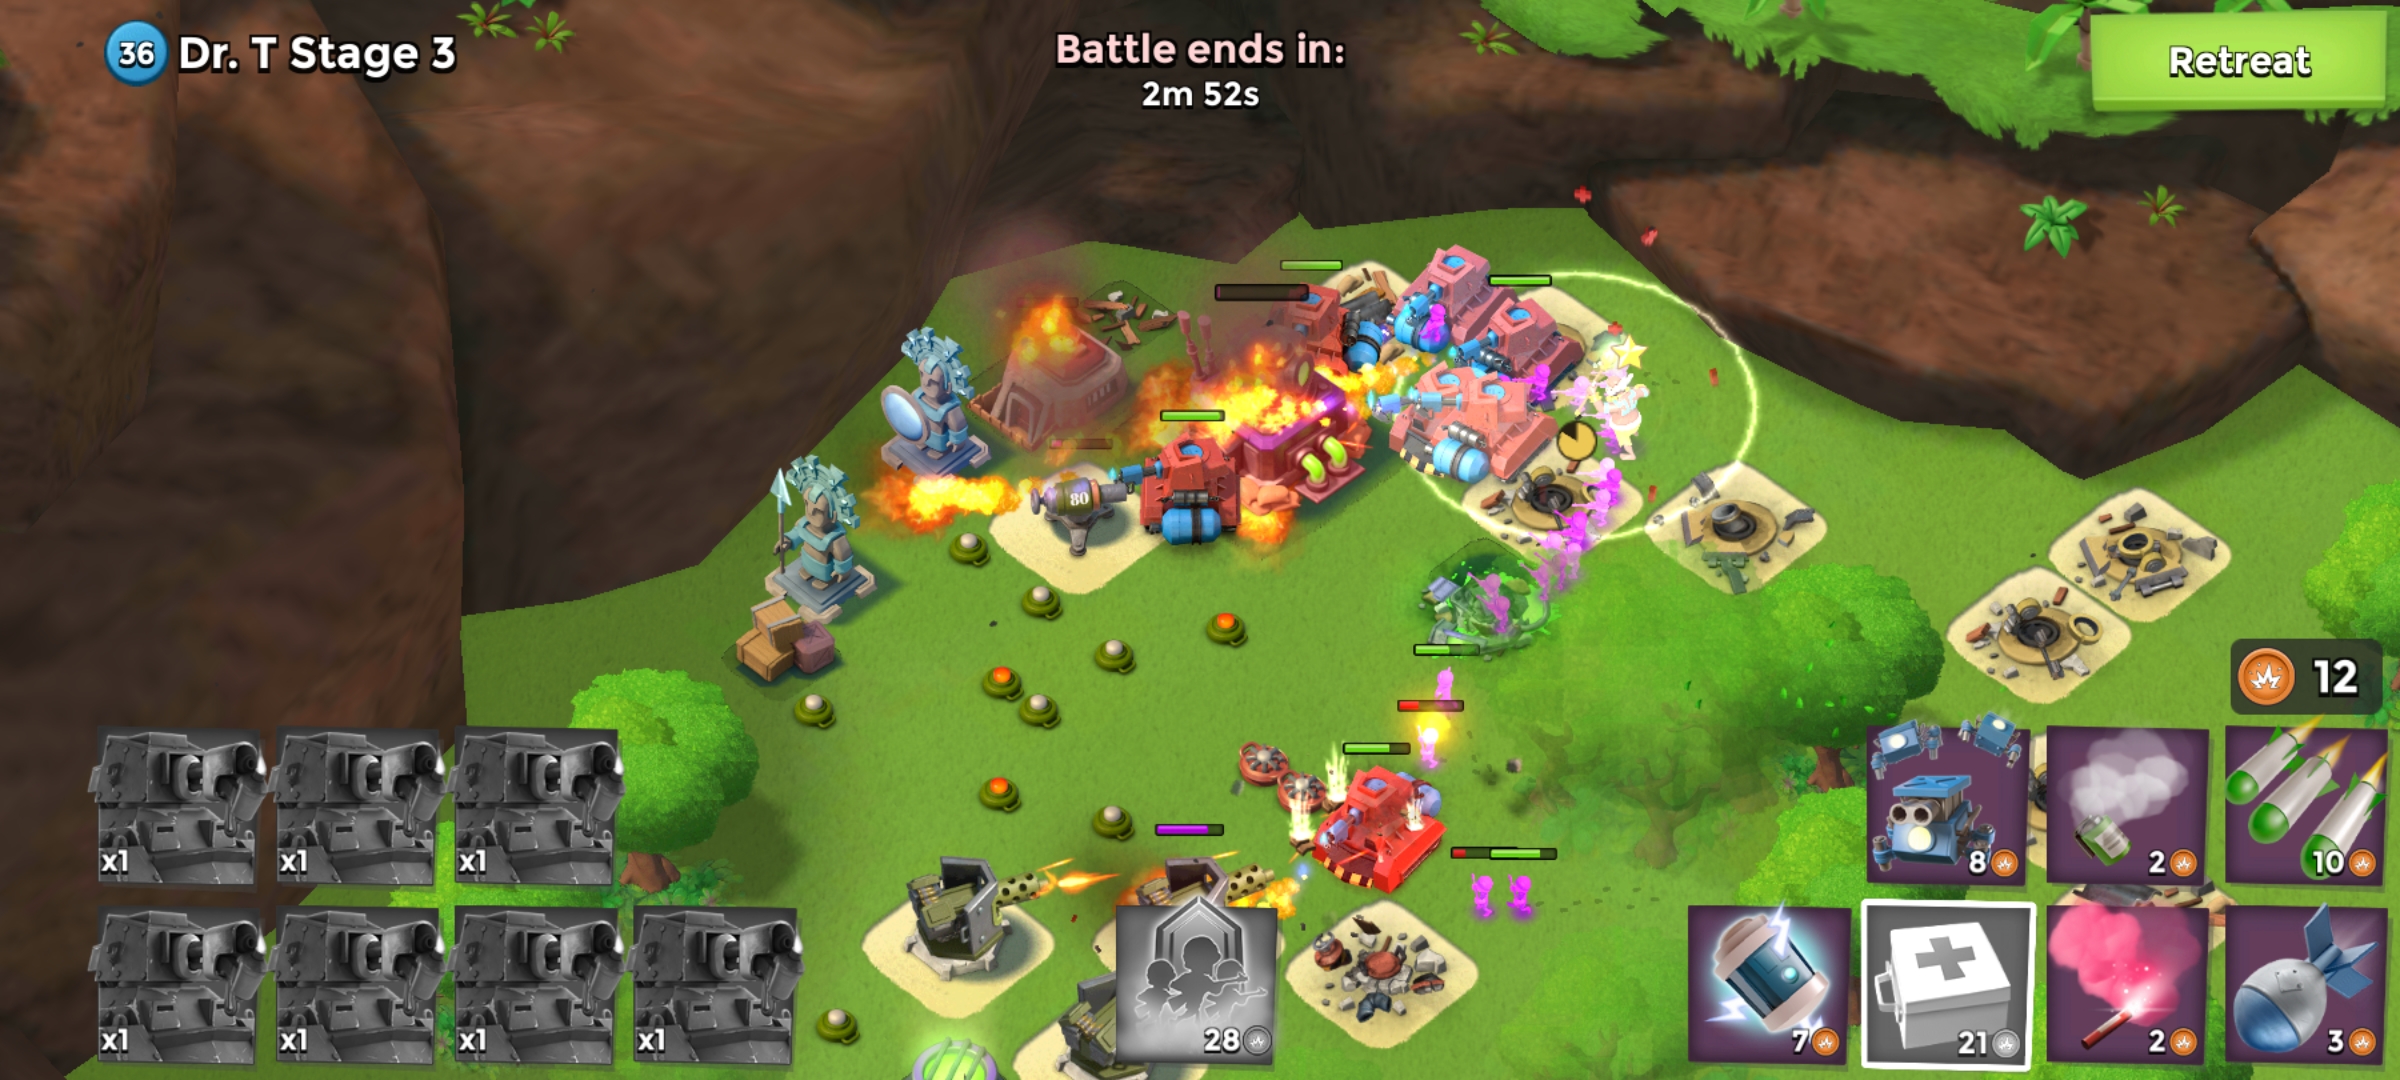 36 Dr. T Stage 3
Battle ends in:
2m 52s
Retreat
80
12
x1
x1
x1
8
2
10
x1
x1
x1
x1
28
7
21
2
3